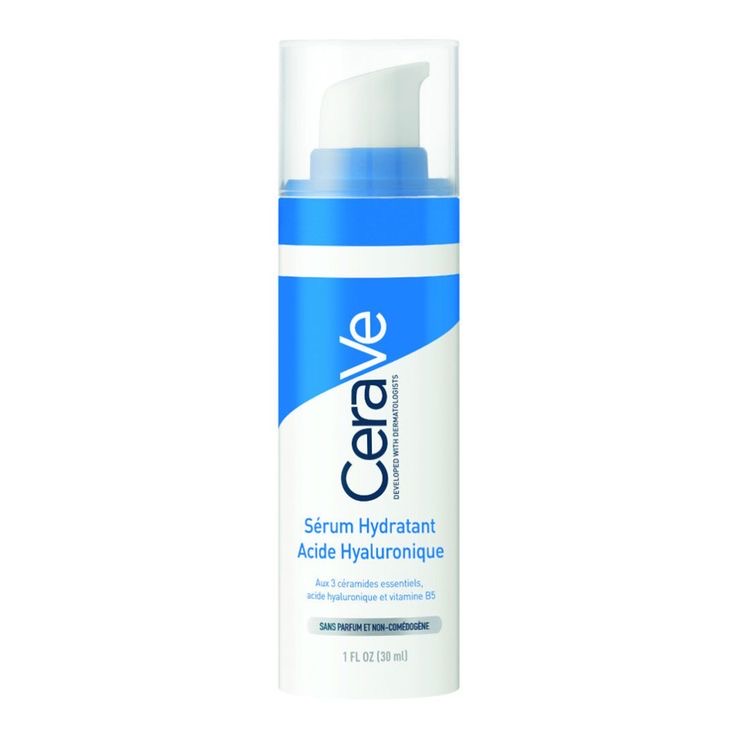 CeraVe
DEVELOPED WITH DERMATOLOGISTS
Sérum Hydratant
Acide Hyaluronique
Aux 3 céramides essentiels,
acide hyaluronique et vitamine B5
SANS PARFUM ET NON-COMÉDOGÈNE
1 FL OZ (30 ml)